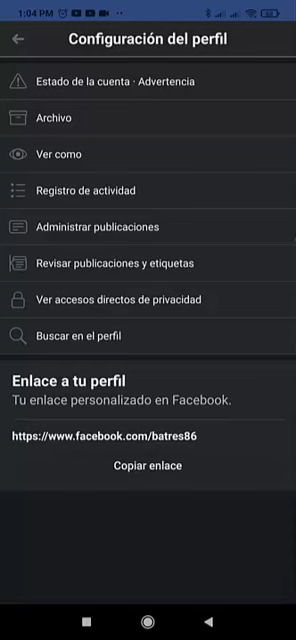 1:04 PM
Configuración del perfil
Estado de la cuenta · Advertencia
Archivo
Ver como
Registro de actividad
Administrar publicaciones
Revisar publicaciones y etiquetas
Ver accesos directos de privacidad
Buscar en el perfil
Enlace a tu perfil
Tu enlace personalizado en Facebook.
https://www.facebook.com/batres86
Copiar enlace